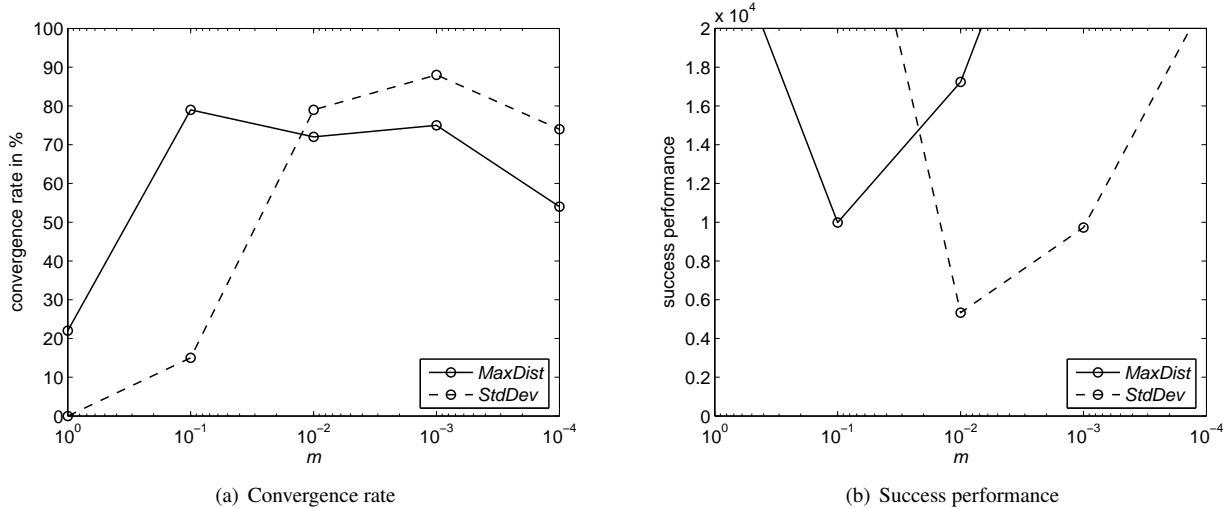 100
90
80
70
60
50
40
30
20
10
0
convergence rate in %
10^0
10^-1
10^-2
10^-3
10^-4
m
MaxDist
StdDev
(a) Convergence rate
x 10^4
2
1.8
1.6
1.4
1.2
1
0.8
0.6
0.4
0.2
0
success performance
10^0
10^-1
10^-2
10^-3
10^-4
m
MaxDist
StdDev
(b) Success performance